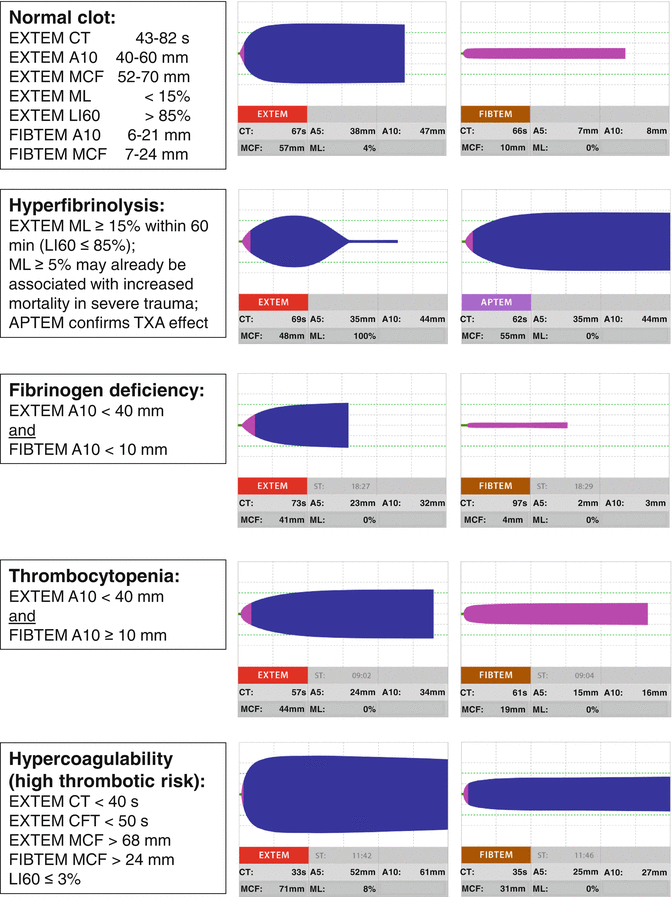 Normal clot:
EXTEM CT 43-82 s
EXTEM A10 40-60 mm
EXTEM MCF 52-70 mm
EXTEM ML < 15%
EXTEM LI60 > 85%
FIBTEM A10 6-21 mm
FIBTEM MCF 7-24 mm
EXTEM
CT: 67s A5: 38mm A10: 47mm
MCF: 57mm ML: 4%
FIBTEM
CT: 66s A5: 7mm A10: 8mm
MCF: 10mm ML: 0%
Hyperfibrinolysis:
EXTEM ML ≥ 15% within 60
min (LI60 ≤ 85%);
ML ≥ 5% may already be
associated with increased
mortality in severe trauma;
APTEM confirms TXA effect
EXTEM
CT: 69s A5: 35mm A10: 44mm
MCF: 48mm ML: 100%
APTEM
CT: 62s A5: 35mm A10: 44mm
MCF: 55mm ML: 0%
Fibrinogen deficiency:
EXTEM A10 < 40 mm
and
FIBTEM A10 < 10 mm
EXTEM ST: 18:27
CT: 73s A5: 23mm A10: 32mm
MCF: 41mm ML: 0%
FIBTEM ST: 18:29
CT: 97s A5: 2mm A10: 3mm
MCF: 4mm ML: 0%
Thrombocytopenia:
EXTEM A10 < 40 mm
and
FIBTEM A10 ≥ 10 mm
EXTEM ST: 09:02
CT: 57s A5: 24mm A10: 34mm
MCF: 44mm ML: 0%
FIBTEM ST: 09:04
CT: 61s A5: 15mm A10: 16mm
MCF: 19mm ML: 0%
Hypercoagulability
(high thrombotic risk):
EXTEM CT < 40 s
EXTEM CFT < 50 s
EXTEM MCF > 68 mm
FIBTEM MCF > 24 mm
LI60 ≤ 3%
EXTEM ST: 11:42
CT: 33s A5: 52mm A10: 61mm
MCF: 71mm ML: 8%
FIBTEM ST: 11:46
CT: 35s A5: 25mm A10: 27mm
MCF: 31mm ML: 0%